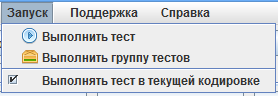 Запуск Поддержка Справка
Выполнить тест
Выполнить группу тестов
Выполнять тест в текущей кодировке